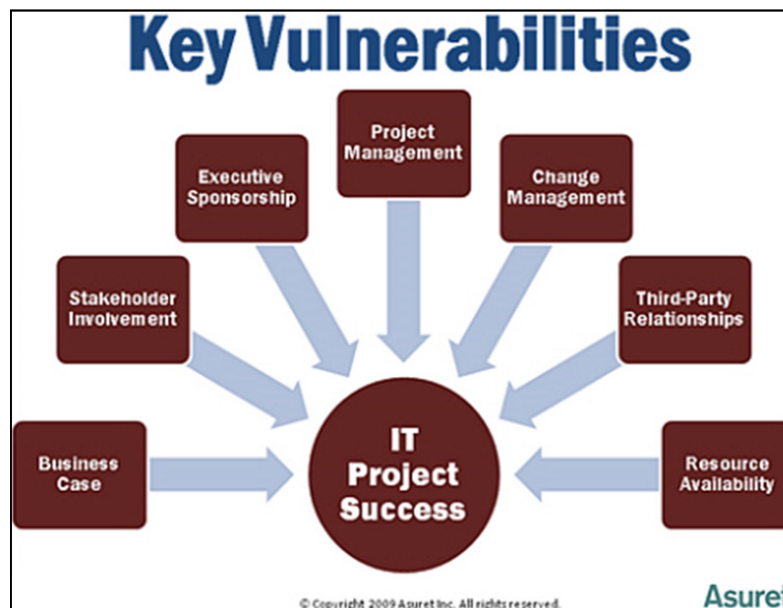 Key Vulnerabilities
Project
Management
Executive
Sponsorship
Change
Management
Stakeholder
Involvement
Third-Party
Relationships
Business
Case
IT
Project
Success
Resource
Availability
© Copyright 2009 Asuret Inc. All rights reserved.
Asuret